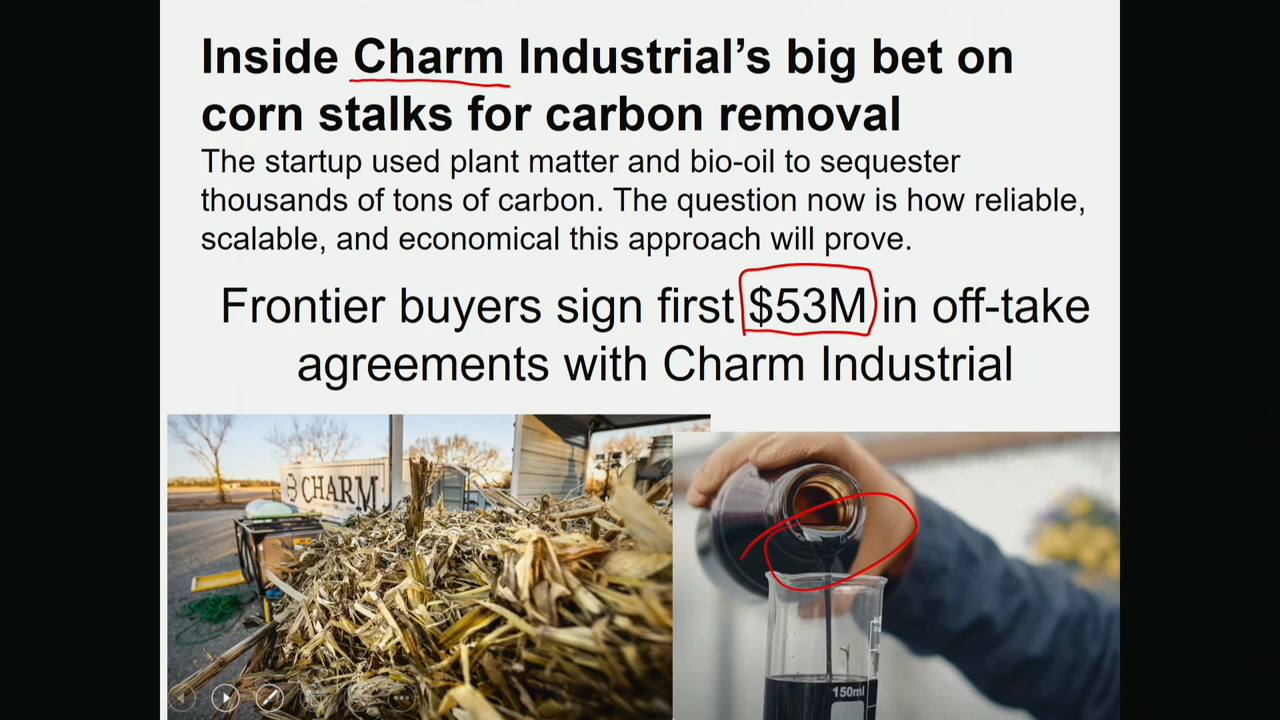 Inside Charm Industrial’s big bet on
corn stalks for carbon removal
The startup used plant matter and bio-oil to sequester
thousands of tons of carbon. The question now is how reliable,
scalable, and economical this approach will prove.
Frontier buyers sign first $53M in off-take
agreements with Charm Industrial
CHARM
150ml